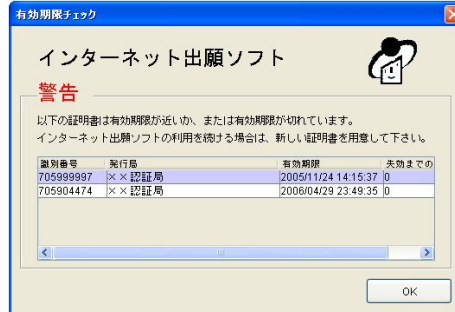 有効期限チェック
インターネット出願ソフト
警告
以下の証明書は有効期限が近いか、または有効期限が切れています。
インターネット出願ソフトの利用を続ける場合は、新しい証明書を用意して下さい。
識別番号 発行局 有効期限 失効までの
705999997 ××認証局 2005/11/24 14:15:37 0
705904474 ××認証局 2006/04/29 23:49:35 0
OK